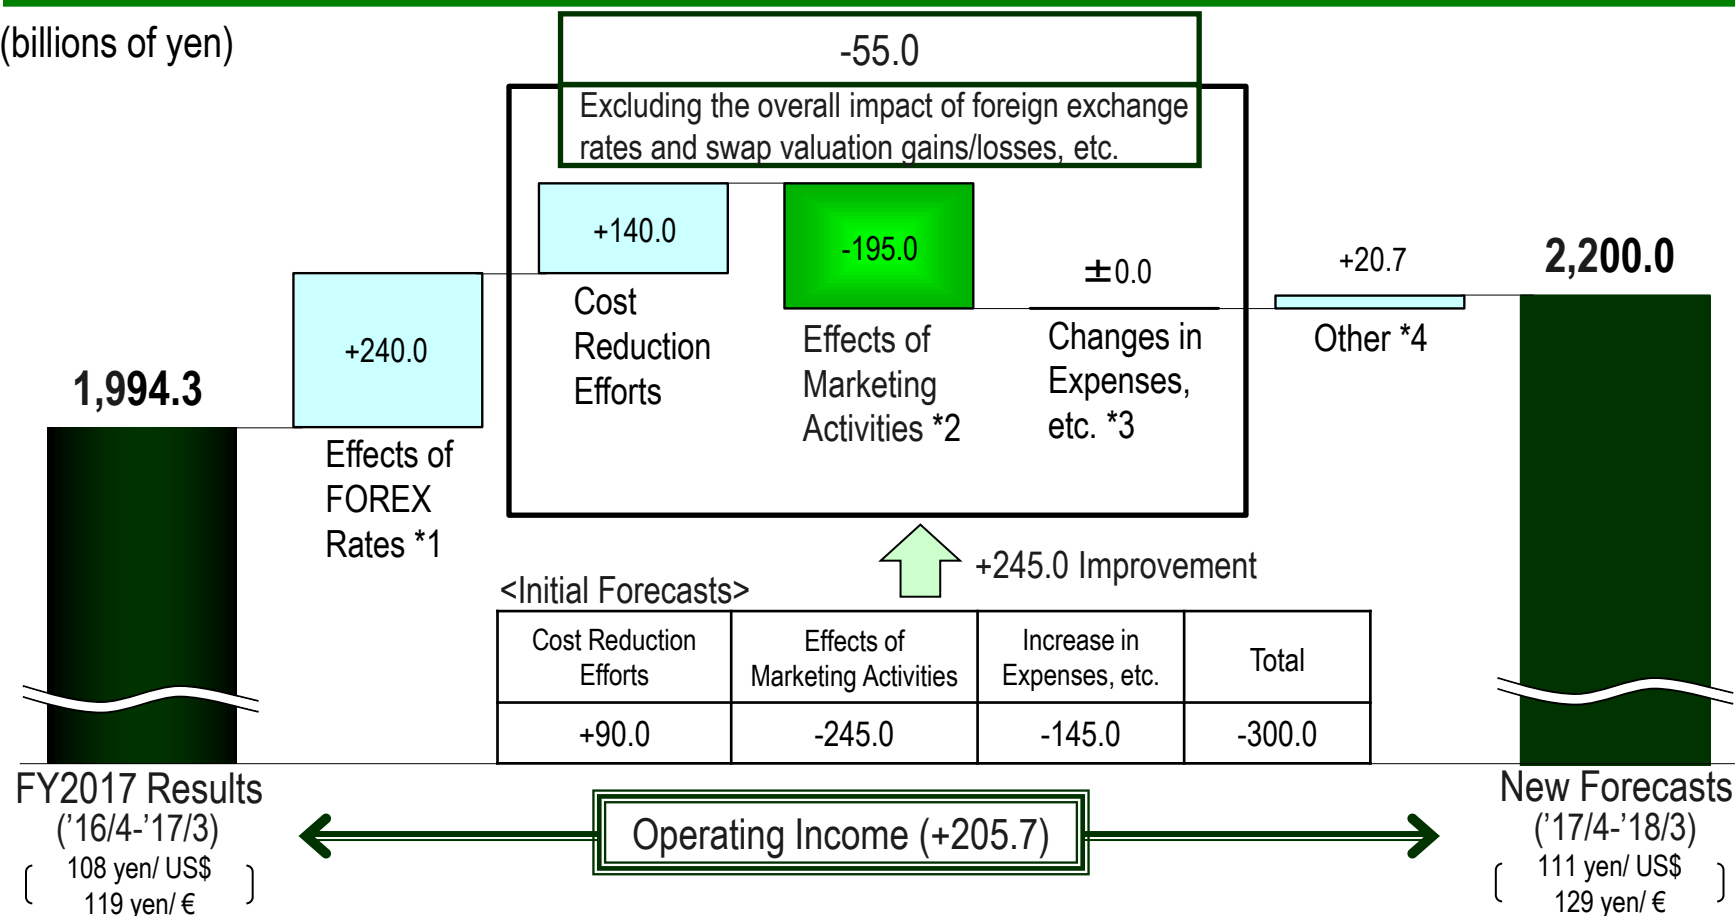 (billions of yen)
-55.0
Excluding the overall impact of foreign exchange
rates and swap valuation gains/losses, etc.
+140.0
-195.0
±0.0
+20.7
2,200.0
+240.0
1,994.3
Cost
Reduction
Efforts
Effects of
Marketing
Activities *2
Changes in
Expenses,
etc. *3
Other *4
Effects of
FOREX
Rates *1
+245.0 Improvement
<Initial Forecasts>
Cost Reduction
Efforts
Effects of
Marketing Activities
Increase in
Expenses, etc.
Total
+90.0
-245.0
-145.0
-300.0
FY2017 Results
('16/4-'17/3)
108 yen/ US$
119 yen/ €
Operating Income (+205.7)
New Forecasts
('17/4-'18/3)
111 yen/ US$
129 yen/ €